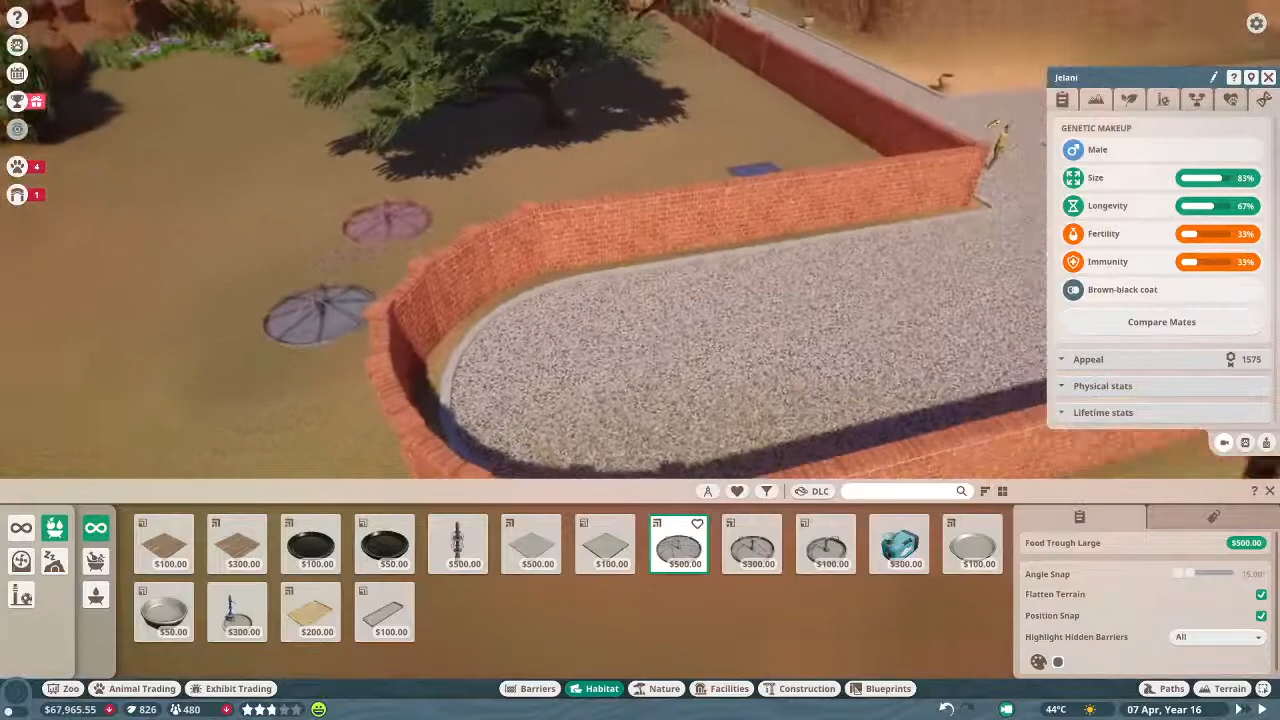 ?
4
1
Jelani
?
GENETIC MAKEUP
Male
Size 83%
Longevity 67%
Fertility 33%
Immunity 33%
Brown-black coat
Compare Mates
Appeal 1575
Physical stats
Lifetime stats
DLC
?
$100.00 $300.00 $100.00 $50.00 $500.00 $500.00 $100.00 $500.00 $300.00 $100.00 $300.00 $100.00
$50.00 $300.00 $200.00 $100.00
Food Trough Large $500.00
Angle Snap 15.00°
Flatten Terrain
Position Snap
Highlight Hidden Barriers All
Zoo Animal Trading Exhibit Trading Barriers Habitat Nature Facilities Construction Blueprints Paths Terrain
$67,965.55 826 480 44°C 07 Apr, Year 16